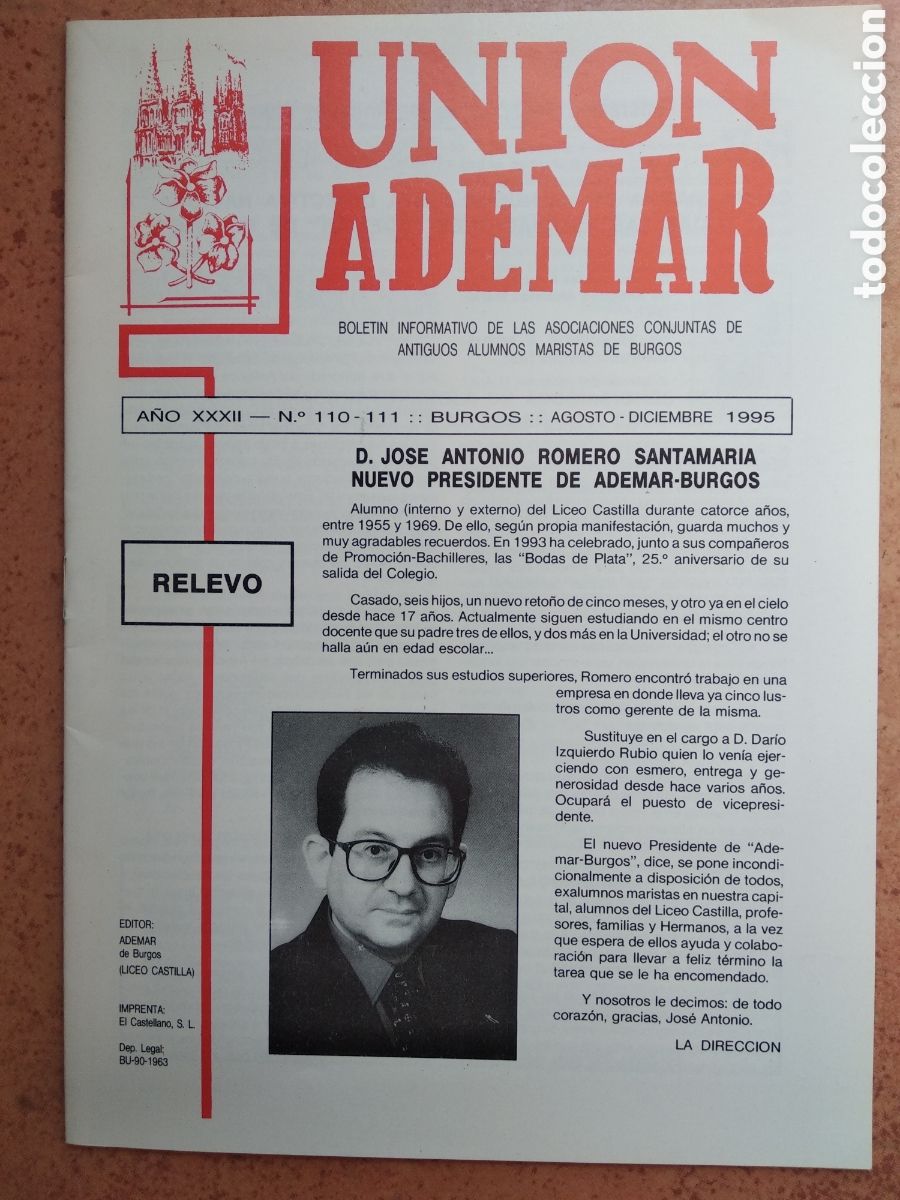 UNION
ADEMAR
BOLETIN INFORMATIVO DE LAS ASOCIACIONES CONJUNTAS DE
ANTIGUOS ALUMNOS MARISTAS DE BURGOS
AÑO XXXII — N.º 110-111 :: BURGOS :: AGOSTO - DICIEMBRE 1995
D. JOSE ANTONIO ROMERO SANTAMARIA
NUEVO PRESIDENTE DE ADEMAR-BURGOS
RELEVO
Alumno (interno y externo) del Liceo Castilla durante catorce años,
entre 1955 y 1969. De ello, según propia manifestación, guarda muchos y
muy agradables recuerdos. En 1993 ha celebrado, junto a sus compañeros
de Promoción-Bachilleres, las "Bodas de Plata", 25.º aniversario de su
salida del Colegio.
Casado, seis hijos, un nuevo retoño de cinco meses, y otro ya en el cielo
desde hace 17 años. Actualmente siguen estudiando en el mismo centro
docente que su padre tres de ellos, y dos más en la Universidad; el otro no se
halla aún en edad escolar...
Terminados sus estudios superiores, Romero encontró trabajo en una
empresa en donde lleva ya cinco lus-
tros como gerente de la misma.
Sustituye en el cargo a D. Darío
Izquierdo Rubio quien lo venía ejer-
ciendo con esmero, entrega y ge-
nerosidad desde hace varios años.
Ocupará el puesto de vicepresi-
dente.
El nuevo Presidente de "Ade-
mar-Burgos", dice, se pone incondi-
cionalmente a disposición de todos,
exalumnos maristas en nuestra capi-
tal, alumnos del Liceo Castilla, profe-
sores, familias y Hermanos, a la vez
que espera de ellos ayuda y colabo-
ración para llevar a feliz término la
tarea que se le ha encomendado.
Y nosotros le decimos: de todo
corazón, gracias, José Antonio.
LA DIRECCION
EDITOR:
ADEMAR
de Burgos
(LICEO CASTILLA)
IMPRENTA:
El Castellano, S. L.
Dep. Legal;
BU-90-1963
todocoleccion